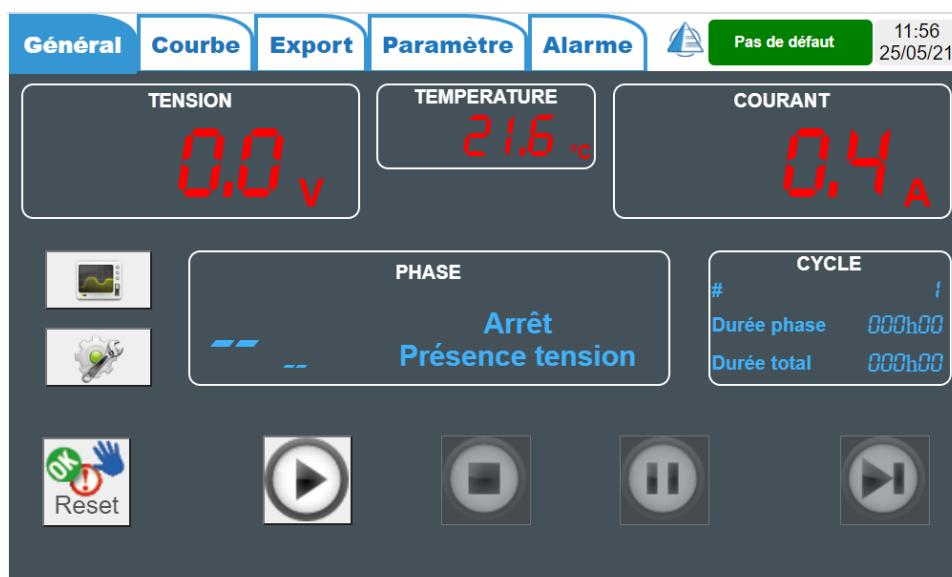 Général Courbe Export Paramètre Alarme Pas de défaut 11:56
25/05/21
TENSION TEMPERATURE COURANT
0.0 V 21.6 °C 0.4 A
PHASE CYCLE
# 1
Arrêt Durée phase 000h00
-- -- Présence tension Durée total 000h00
OK
Reset